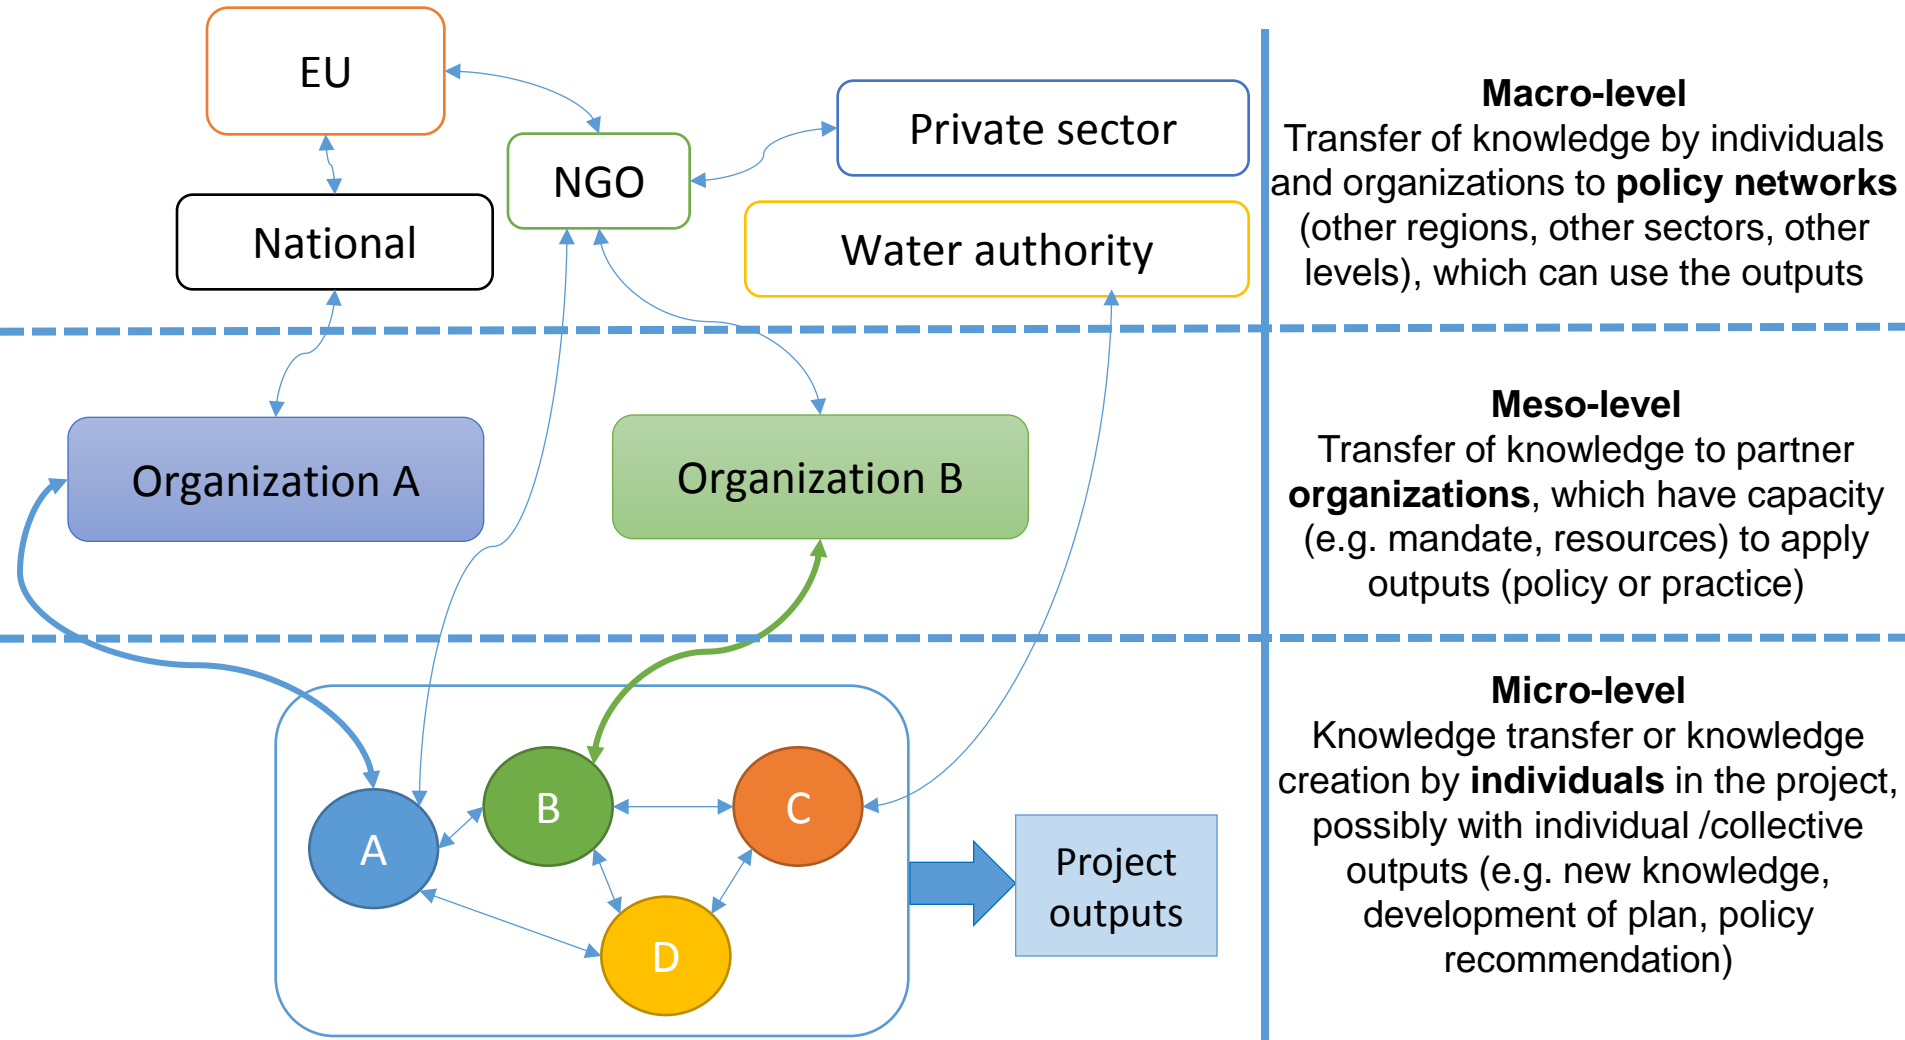 EU
Private sector
NGO
National
Water authority
Macro-level
Transfer of knowledge by individuals
and organizations to policy networks
(other regions, other sectors, other
levels), which can use the outputs
Organization A
Organization B
Meso-level
Transfer of knowledge to partner
organizations, which have capacity
(e.g. mandate, resources) to apply
outputs (policy or practice)
A
B
C
D
Project
outputs
Micro-level
Knowledge transfer or knowledge
creation by individuals in the project,
possibly with individual /collective
outputs (e.g. new knowledge,
development of plan, policy
recommendation)